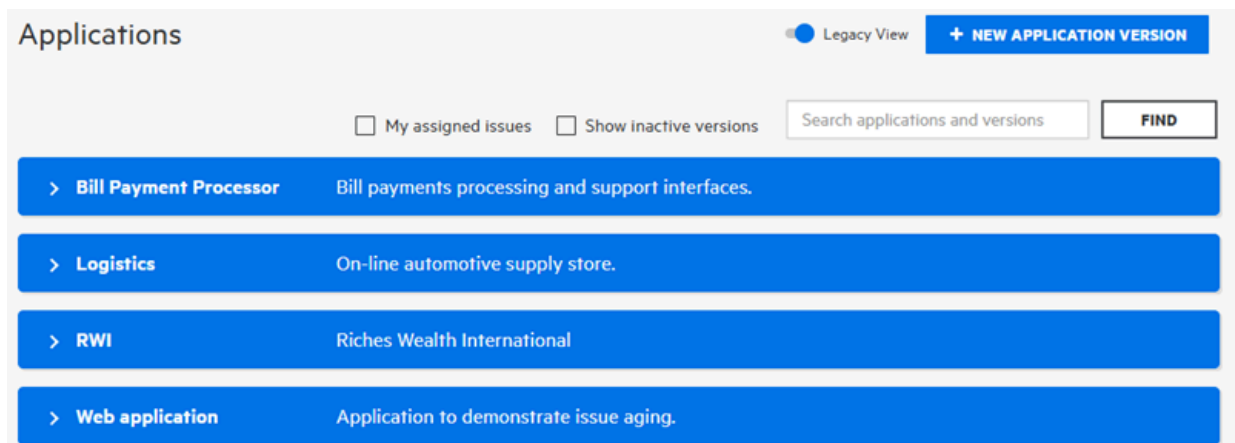 Applications
Legacy View
+ NEW APPLICATION VERSION
My assigned issues
Show inactive versions
Search applications and versions
FIND
> Bill Payment Processor Bill payments processing and support interfaces.
> Logistics On-line automotive supply store.
> RWI Riches Wealth International
> Web application Application to demonstrate issue aging.